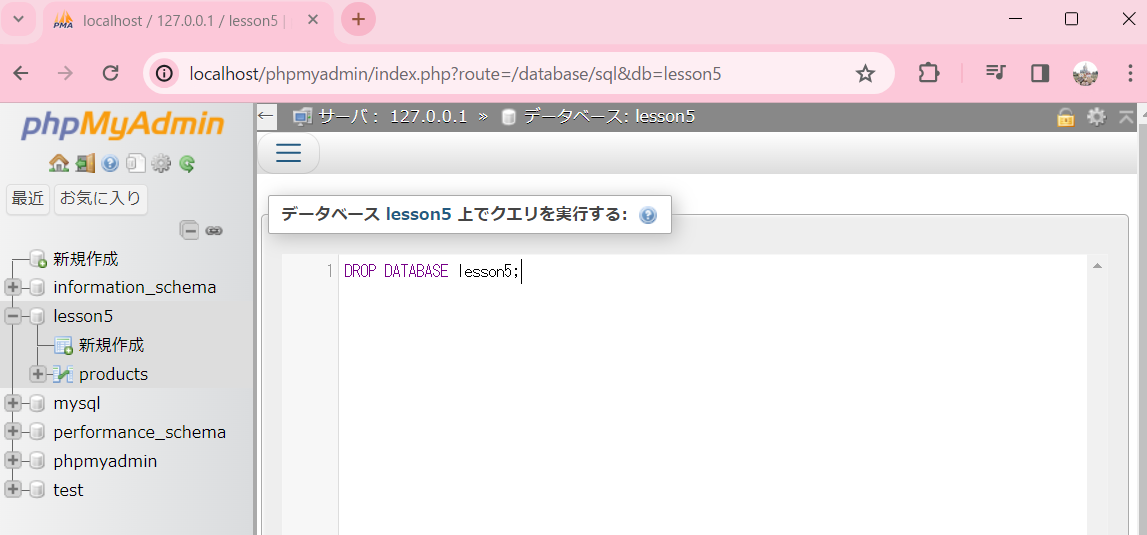 PMA
localhost / 127.0.0.1 / lesson5 |
localhost/phpmyadmin/index.php?route=/database/sql&db=lesson5
phpMyAdmin
最近
お気に入り
新規作成
information_schema
lesson5
新規作成
products
mysql
performance_schema
phpmyadmin
test
サーバ: 127.0.0.1 » データベース: lesson5
データベース lesson5 上でクエリを実行する:
1 DROP DATABASE lesson5;